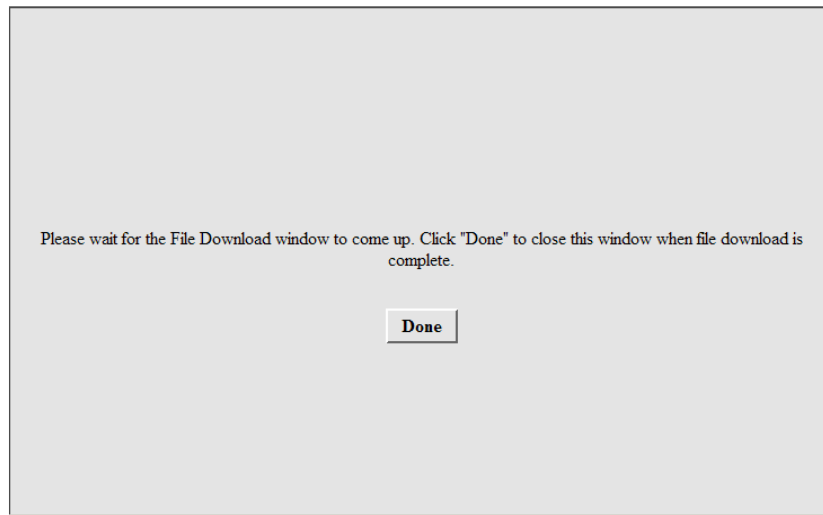 Please wait for the File Download window to come up. Click "Done" to close this window when file download is
complete.
Done